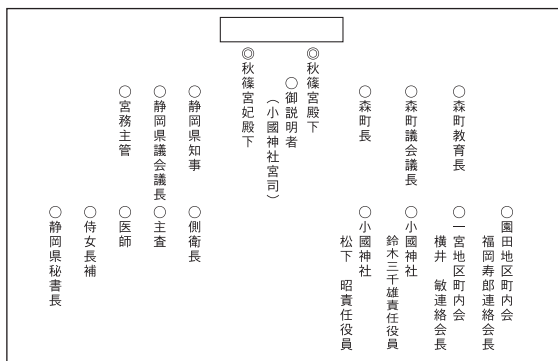 ◎秋篠宮殿下
○御説明者
(小國神社宮司)
◎秋篠宮妃殿下
○森町教育長
○森町議会議長
○森町長
○静岡県知事
○静岡県議会議長
○宮務主管
○園田地区町内会
福岡寿郎連絡会長
○一宮地区町内会
横井 敏連絡会長
○小國神社
鈴木三千雄責任役員
○小國神社
松下 昭責任役員
○側衛長
○主査
○医師
○侍女長補
○静岡県秘書長